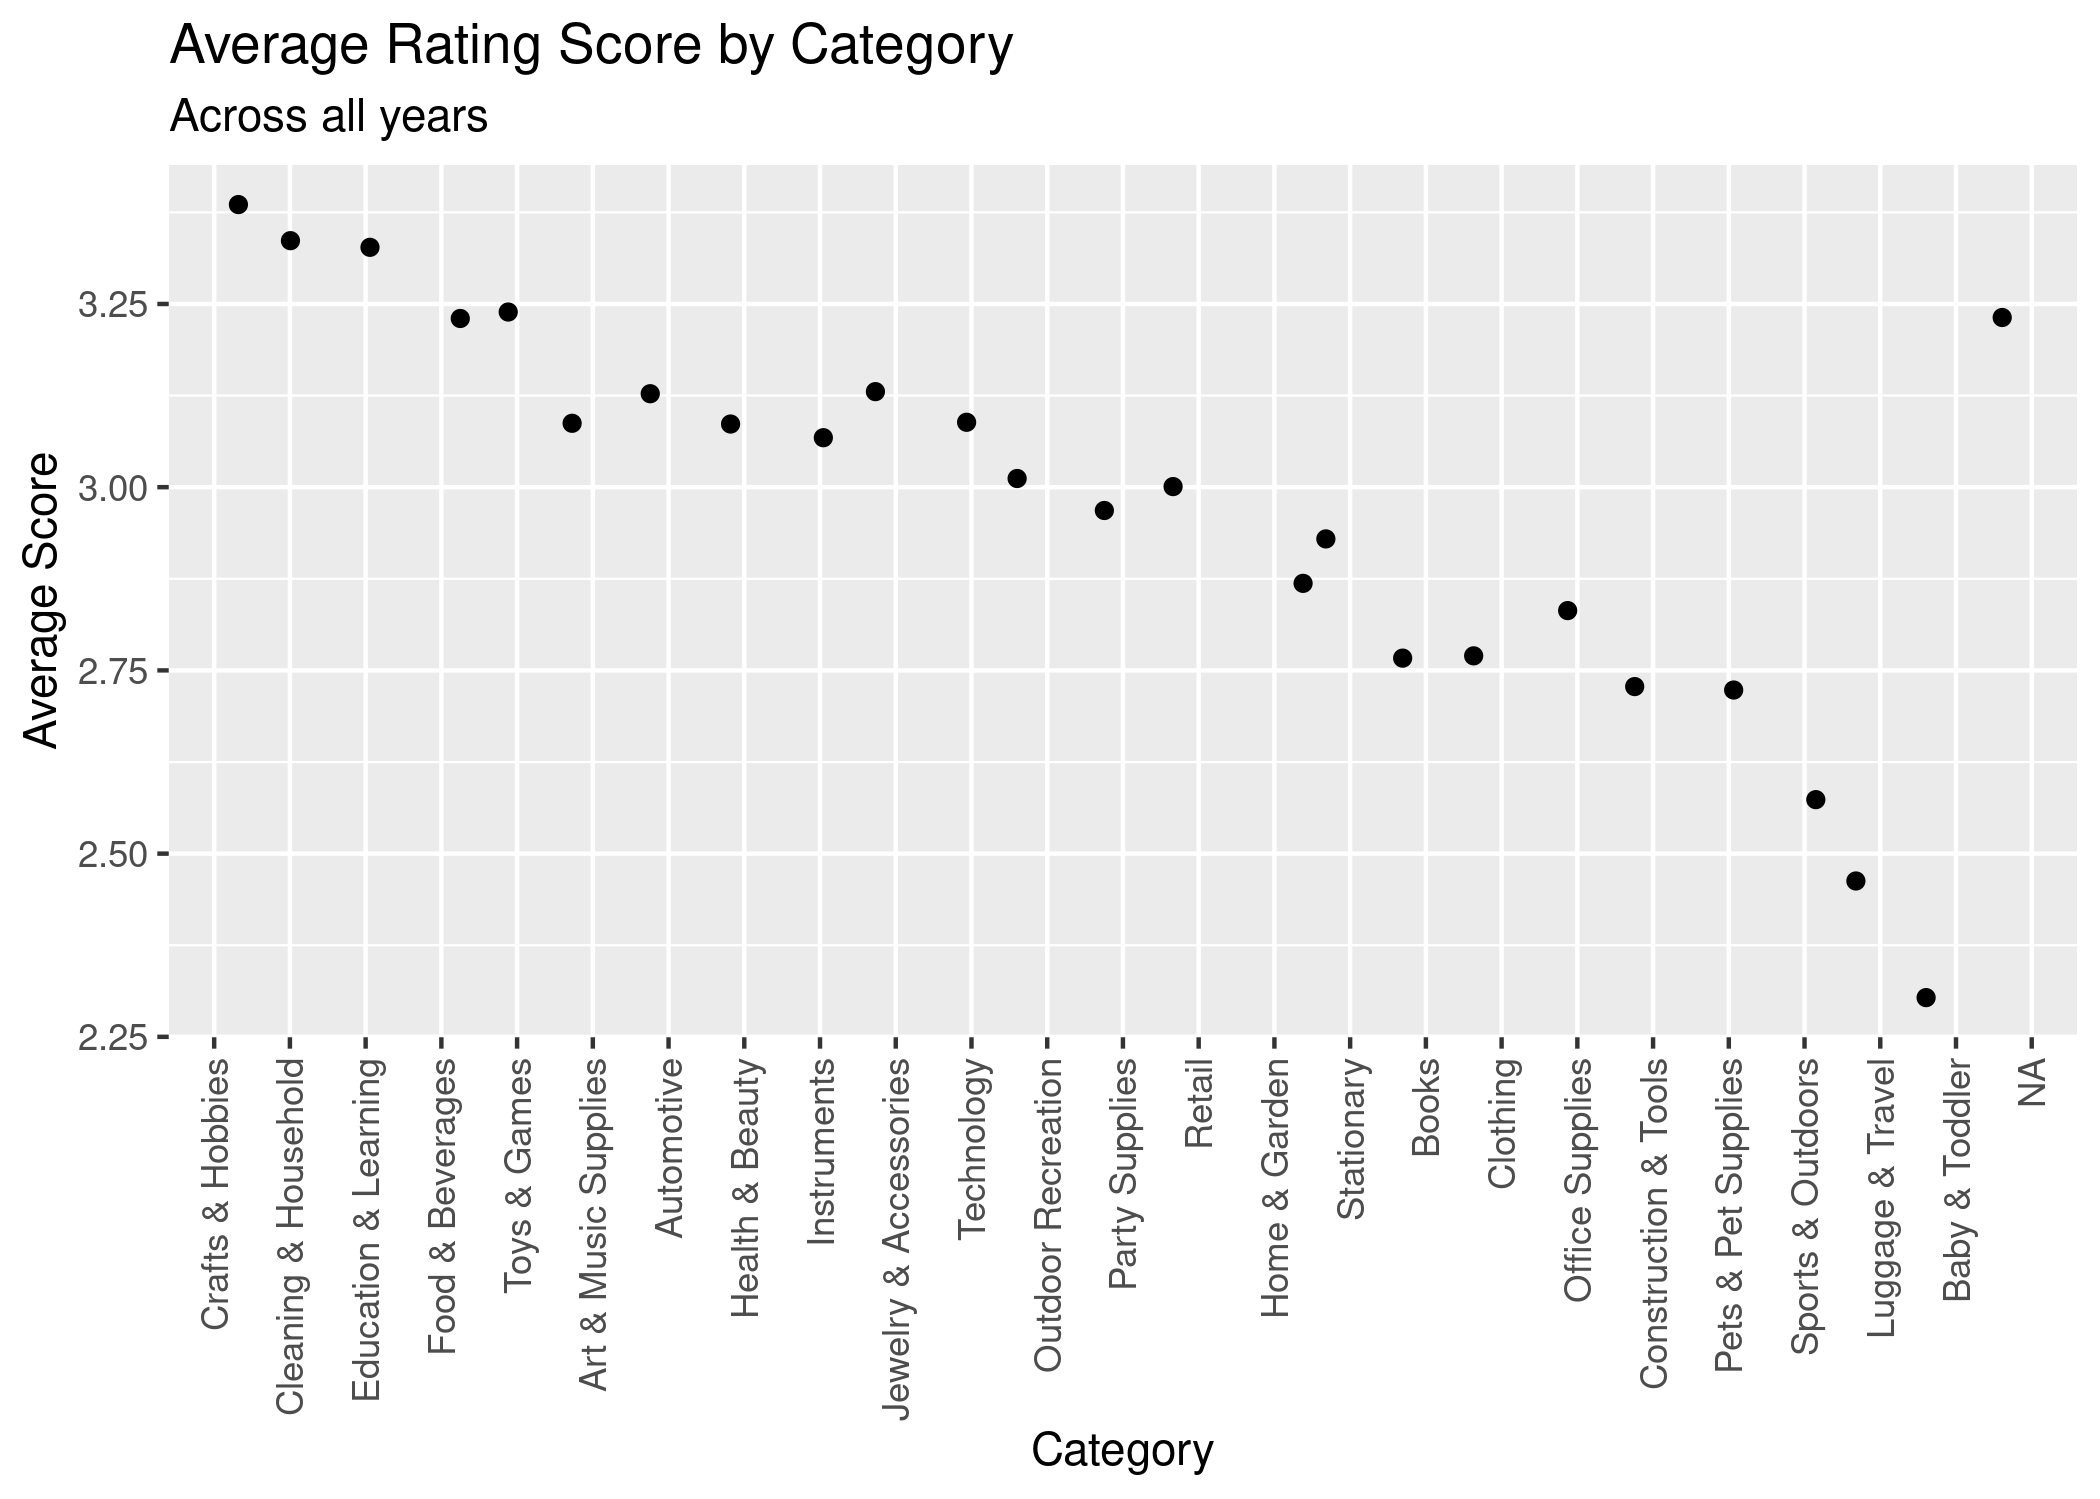 Average Rating Score by Category
Across all years
Average Score
3.25
3.00
2.75
2.50
2.25
Crafts & Hobbies
Cleaning & Household
Education & Learning
Food & Beverages
Toys & Games
Art & Music Supplies
Automotive
Health & Beauty
Instruments
Jewelry & Accessories
Technology
Outdoor Recreation
Party Supplies
Retail
Home & Garden
Stationary
Books
Clothing
Office Supplies
Construction & Tools
Pets & Pet Supplies
Sports & Outdoors
Luggage & Travel
Baby & Toddler
NA
Category